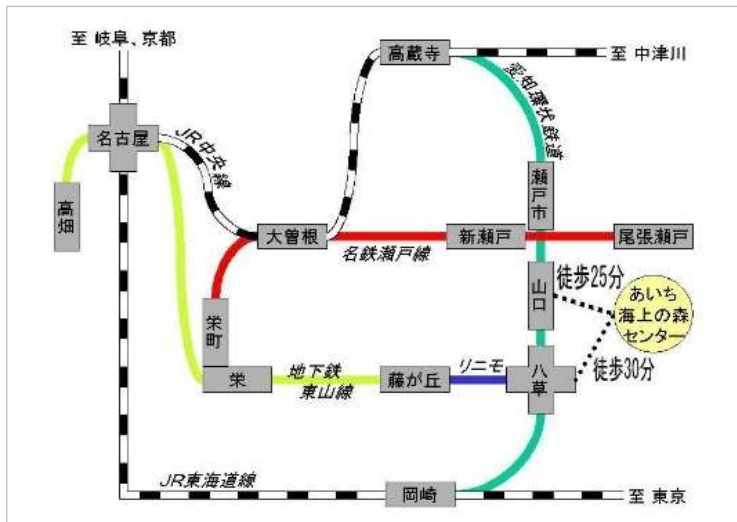 至 岐阜、京都
高蔵寺
至 中津川
愛知環状鉄道
名古屋
JR中央線
高畑
瀬戸市
大曽根
新瀬戸
尾張瀬戸
名鉄瀬戸線
山口
徒歩25分
あいち
海上の森
センター
栄町
徒歩30分
栄
地下鉄
東山線
藤が丘
リニモ
八草
JR東海道線
岡崎
至 東京